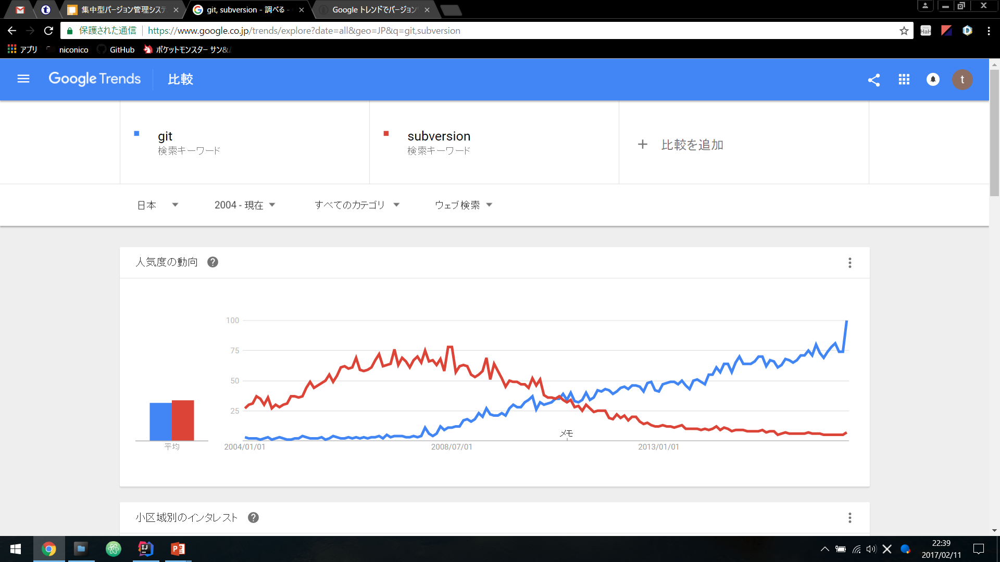 集中型バージョン管理システ
git, subversion - 調べる -
Google トレンドでバージョン
保護された通信 https://www.google.co.jp/trends/explore?date=all&geo=JP&q=git,subversion
アプリ niconico GitHub ポケットモンスター サン&
Google Trends 比較 t
git
検索キーワード
subversion
検索キーワード
+ 比較を追加
日本 2004 - 現在 すべてのカテゴリ ウェブ検索
人気度の動向 ?
100
75
50
25
メモ
平均 2004/01/01 2008/07/01 2013/01/01
小区域別のインタレスト ?
22:39
2017/02/11